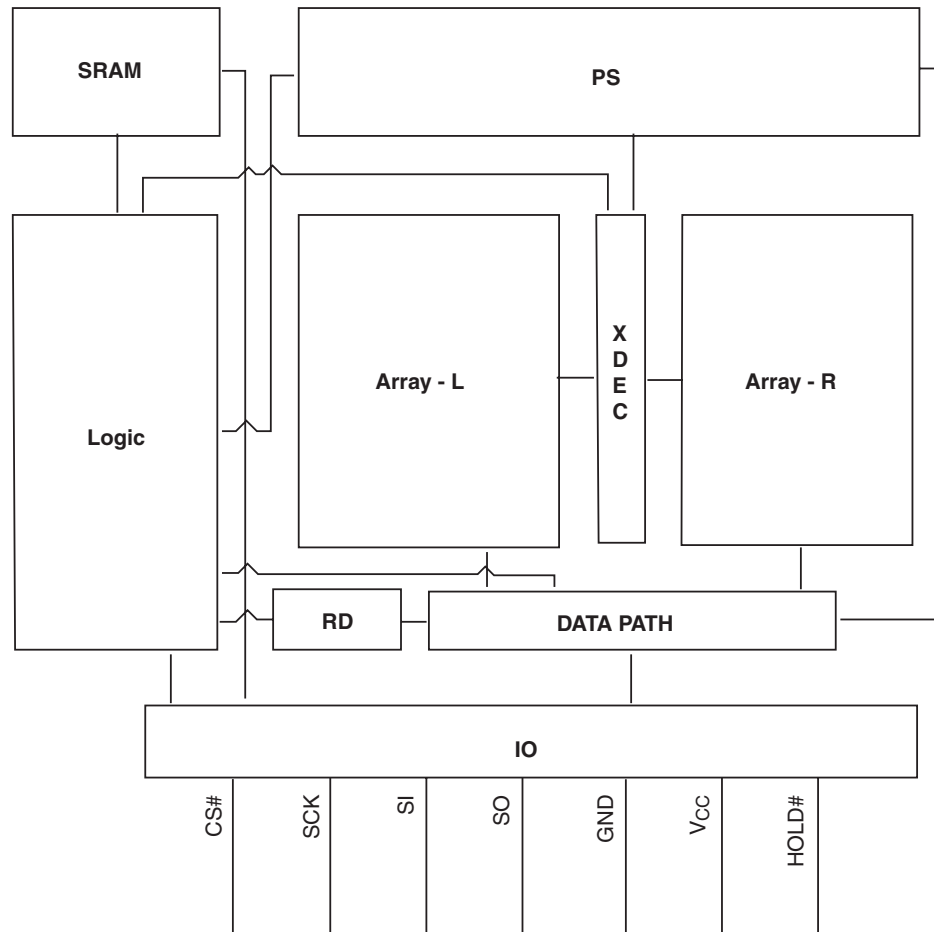 SRAM
PS
Logic
Array - L
X
D
E
C
Array - R
RD
DATA PATH
IO
CS#
SCK
SI
SO
GND
VCC
HOLD#